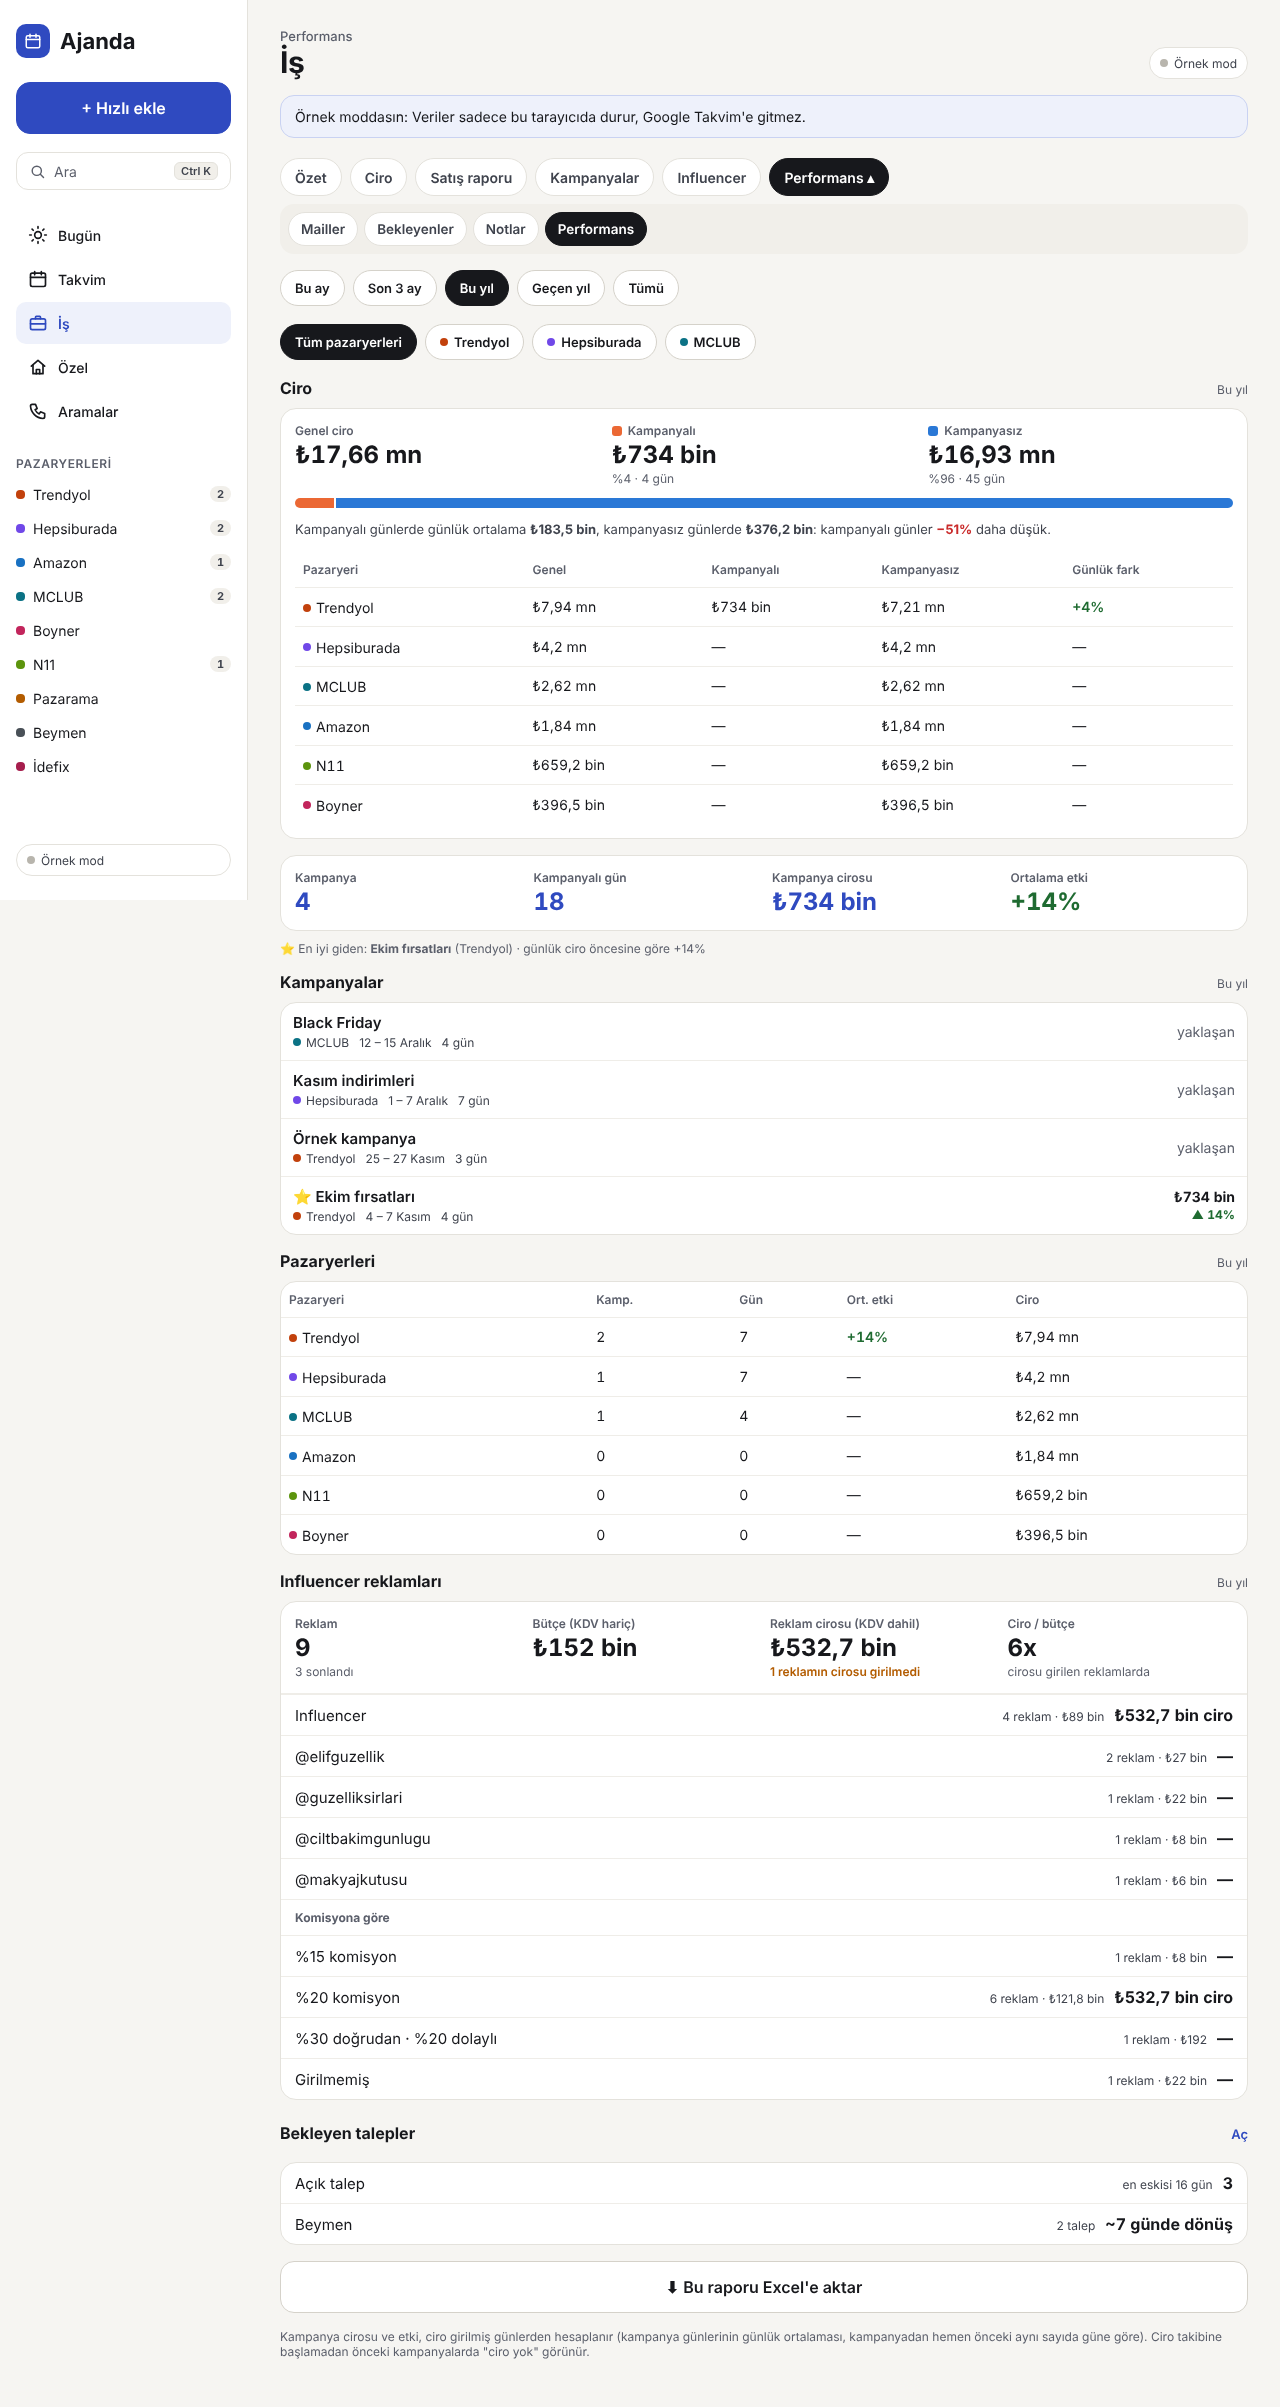 Ajanda
+ Hızlı ekle
Ara
Ctrl K
Bugün
Takvim
İş
Özel
Aramalar
PAZARYERLERİ
Trendyol 2
Hepsiburada 2
Amazon 1
MCLUB 2
Boyner
N11 1
Pazarama
Beymen
İdefix
Örnek mod
Performans
İş
Örnek mod
Örnek moddasın: Veriler sadece bu tarayıcıda durur, Google Takvim'e gitmez.
Özet Ciro Satış raporu Kampanyalar Influencer Performans ▴
Mailler Bekleyenler Notlar Performans
Bu ay Son 3 ay Bu yıl Geçen yıl Tümü
Tüm pazaryerleri Trendyol Hepsiburada MCLUB
Ciro Bu yıl
Genel ciro Kampanyalı Kampanyasız
₺17,66 mn ₺734 bin ₺16,93 mn
%4 · 4 gün %96 · 45 gün
Kampanyalı günlerde günlük ortalama ₺183,5 bin, kampanyasız günlerde ₺376,2 bin: kampanyalı günler −51% daha düşük.
Pazaryeri Genel Kampanyalı Kampanyasız Günlük fark
Trendyol ₺7,94 mn ₺734 bin ₺7,21 mn +4%
Hepsiburada ₺4,2 mn — ₺4,2 mn —
MCLUB ₺2,62 mn — ₺2,62 mn —
Amazon ₺1,84 mn — ₺1,84 mn —
N11 ₺659,2 bin — ₺659,2 bin —
Boyner ₺396,5 bin — ₺396,5 bin —
Kampanya Kampanyalı gün Kampanya cirosu Ortalama etki
4 18 ₺734 bin +14%
⭐ En iyi giden: Ekim fırsatları (Trendyol) · günlük ciro öncesine göre +14%
Kampanyalar Bu yıl
Black Friday
MCLUB 12 – 15 Aralık 4 gün
yaklaşan
Kasım indirimleri
Hepsiburada 1 – 7 Aralık 7 gün
yaklaşan
Örnek kampanya
Trendyol 25 – 27 Kasım 3 gün
yaklaşan
⭐ Ekim fırsatları
Trendyol 4 – 7 Kasım 4 gün
₺734 bin
▲ 14%
Pazaryerleri Bu yıl
Pazaryeri Kamp. Gün Ort. etki Ciro
Trendyol 2 7 +14% ₺7,94 mn
Hepsiburada 1 7 — ₺4,2 mn
MCLUB 1 4 — ₺2,62 mn
Amazon 0 0 — ₺1,84 mn
N11 0 0 — ₺659,2 bin
Boyner 0 0 — ₺396,5 bin
Influencer reklamları Bu yıl
Reklam Bütçe (KDV hariç) Reklam cirosu (KDV dahil) Ciro / bütçe
9 ₺152 bin ₺532,7 bin 6x
3 sonlandı 1 reklamın cirosu girilmedi cirosu girilen reklamlarda
Influencer 4 reklam · ₺89 bin ₺532,7 bin ciro
@elifguzellik 2 reklam · ₺27 bin —
@guzelliksirlari 1 reklam · ₺22 bin —
@ciltbakimgunlugu 1 reklam · ₺8 bin —
@makyajkutusu 1 reklam · ₺6 bin —
Komisyona göre
%15 komisyon 1 reklam · ₺8 bin —
%20 komisyon 6 reklam · ₺121,8 bin ₺532,7 bin ciro
%30 doğrudan · %20 dolaylı 1 reklam · ₺192 —
Girilmemiş 1 reklam · ₺22 bin —
Bekleyen talepler Aç
Açık talep en eskisi 16 gün 3
Beymen 2 talep ~7 günde dönüş
⬇ Bu raporu Excel'e aktar
Kampanya cirosu ve etki, ciro girilmiş günlerden hesaplanır (kampanya günlerinin günlük ortalaması, kampanyadan hemen önceki aynı sayıda güne göre). Ciro takibine
başlamadan önceki kampanyalarda "ciro yok" görünür.